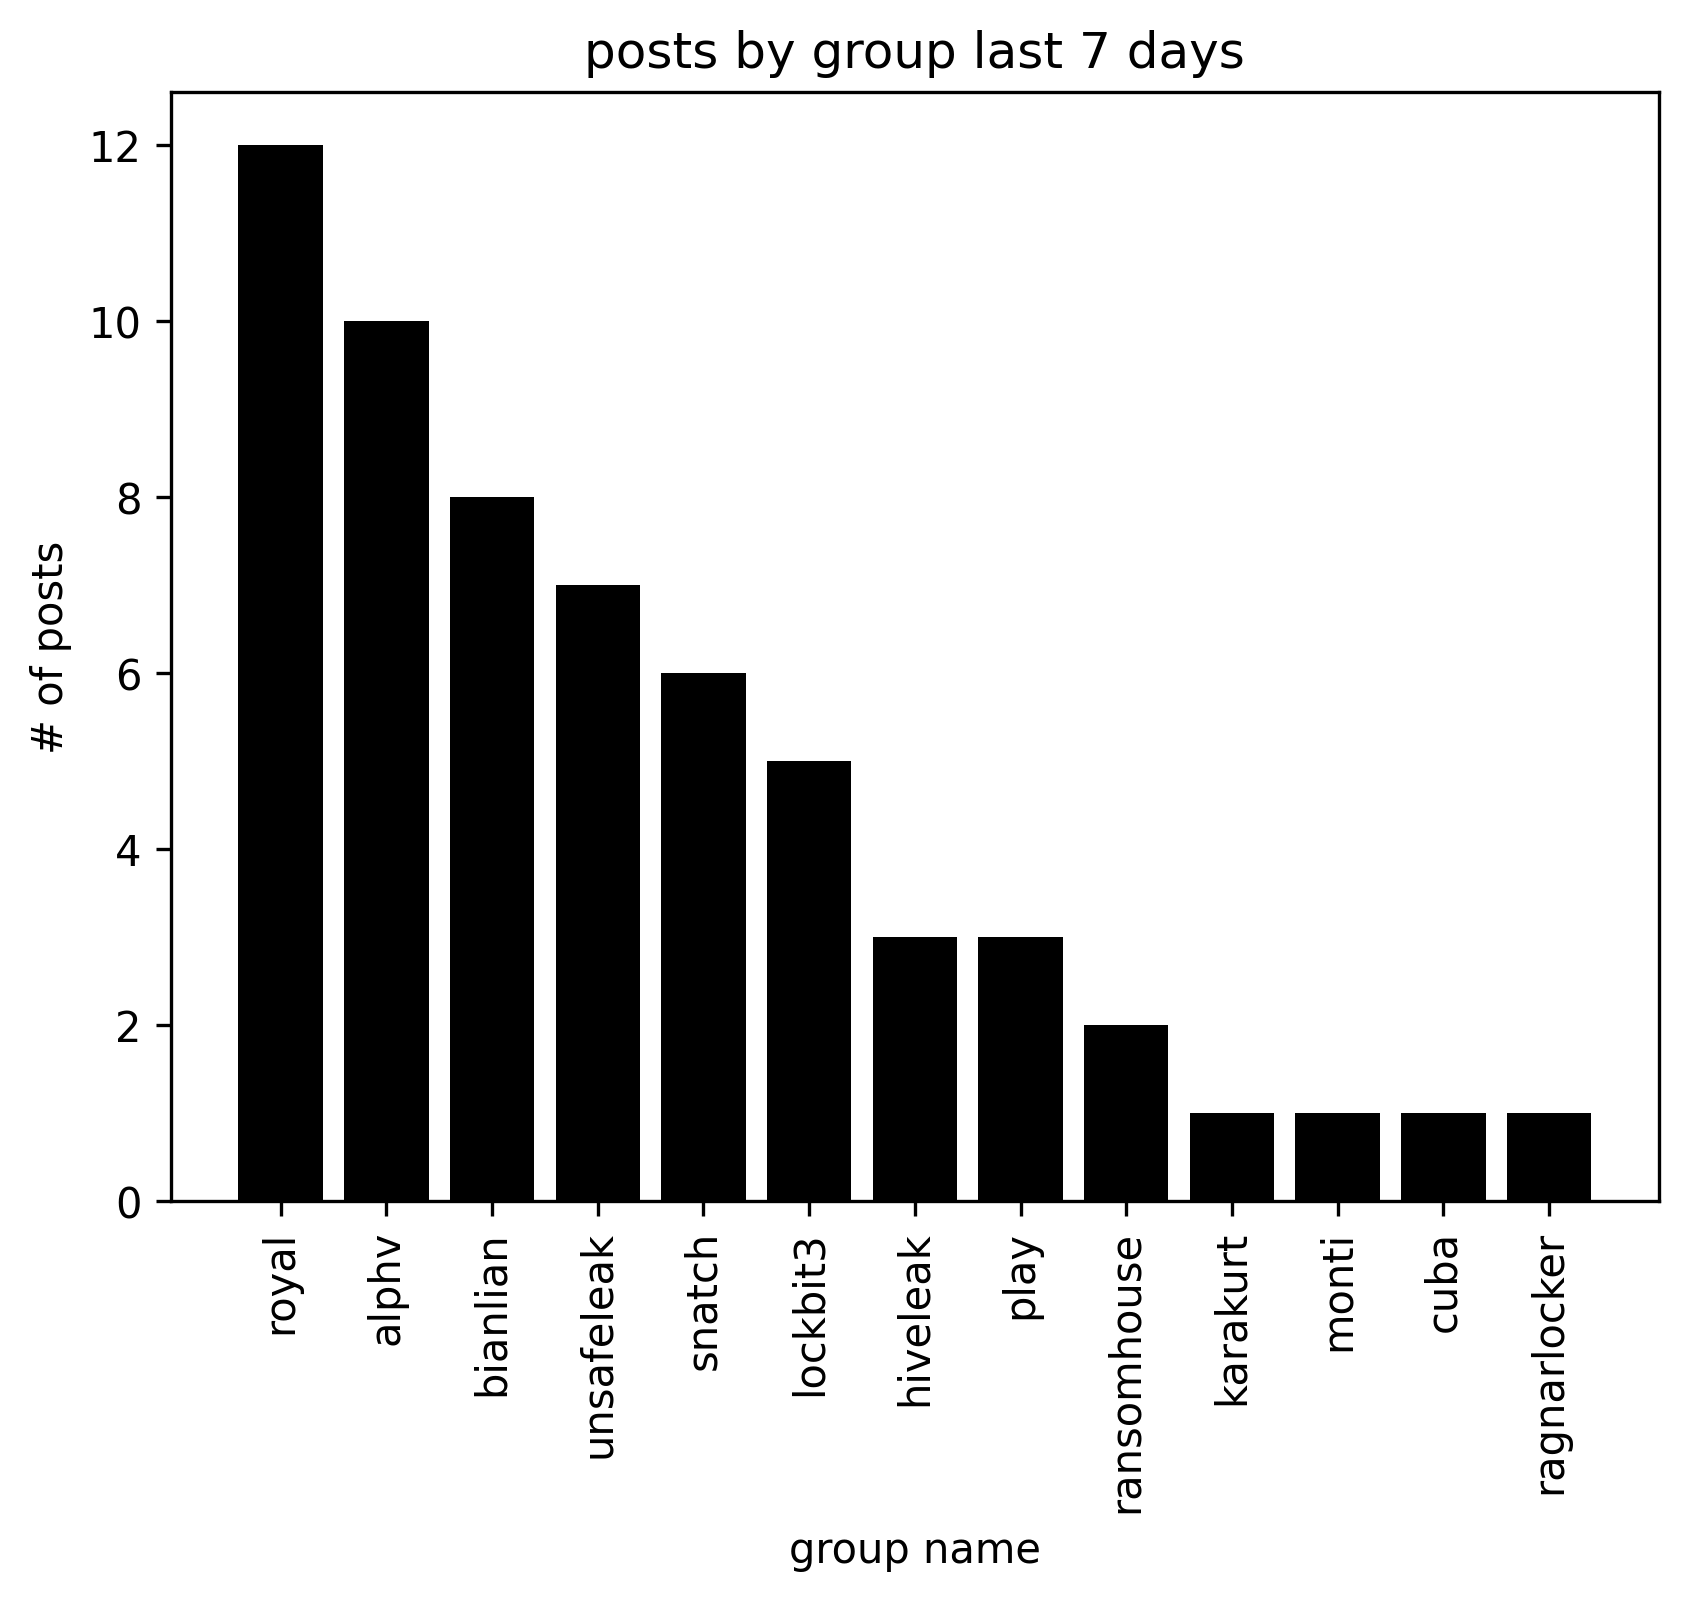 posts by group last 7 days
12
10
8
6
4
2
0
# of posts
royal
alphv
bianlian
unsafeleak
snatch
lockbit3
hiveleak
play
ransomhouse
karakurt
monti
cuba
ragnarlocker
group name